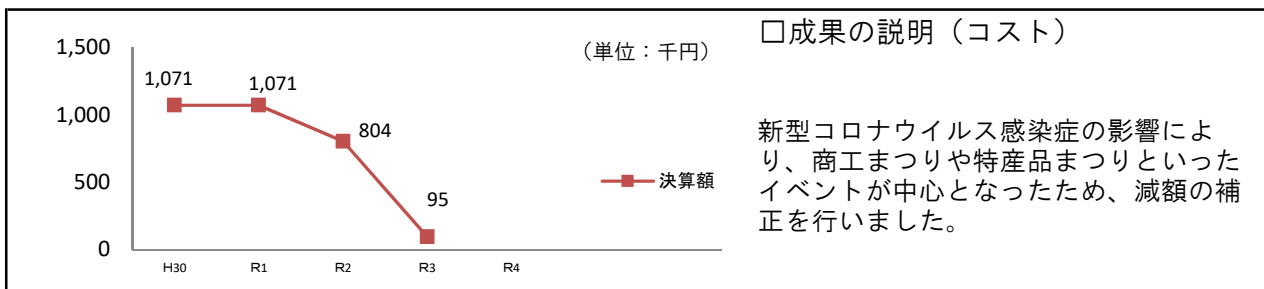 1,500
1,000
500
0
（単位：千円）
1,071
1,071
804
95
決算額
H30
R1
R2
R3
R4
□成果の説明（コスト）
新型コロナウイルス感染症の影響によ
り、商工まつりや特産品まつりといった
イベントが中心となったため、減額の補
正を行いました。